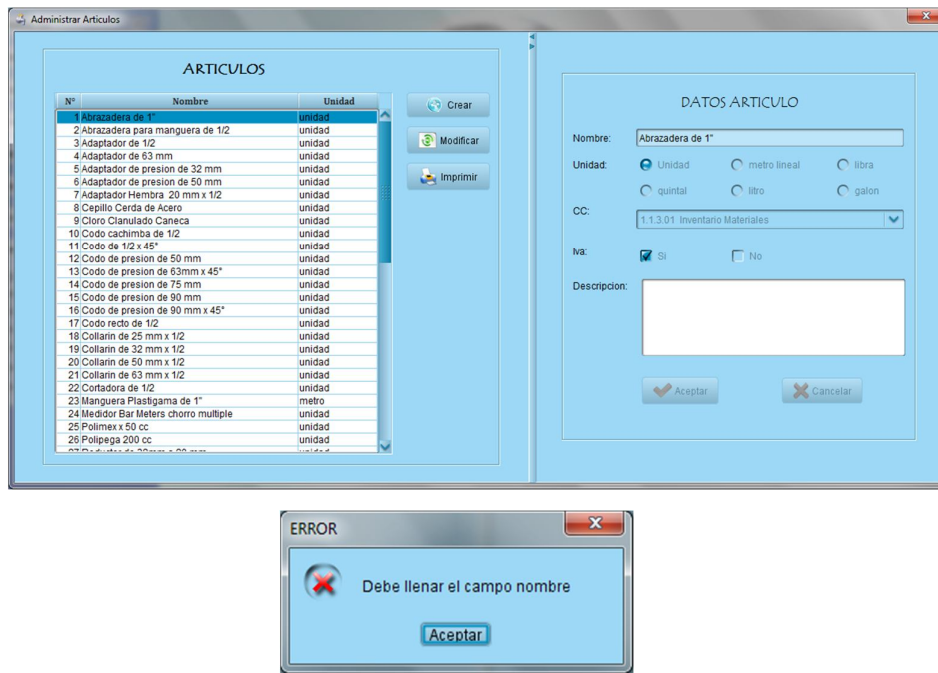 Administrar Articulos
ARTICULOS
N° Nombre Unidad
1 Abrazadera de 1" unidad
2 Abrazadera para manguera de 1/2 unidad
3 Adaptador de 1/2 unidad
4 Adaptador de 63 mm unidad
5 Adaptador de presion de 32 mm unidad
6 Adaptador de presion de 50 mm unidad
7 Adaptador Hembra 20 mm x 1/2 unidad
8 Cepillo Cerda de Acero unidad
9 Cloro Clanulado Caneca unidad
10 Codo cachimba de 1/2 unidad
11 Codo de 1/2 x 45° unidad
12 Codo de presion de 50 mm unidad
13 Codo de presion de 63mm x 45° unidad
14 Codo de presion de 75 mm unidad
15 Codo de presion de 90 mm unidad
16 Codo de presion de 90 mm x 45° unidad
17 Codo recto de 1/2 unidad
18 Collarin de 25 mm x 1/2 unidad
19 Collarin de 32 mm x 1/2 unidad
20 Collarin de 50 mm x 1/2 unidad
21 Collarin de 63 mm x 1/2 unidad
22 Cortadora de 1/2 unidad
23 Manguera Plastigama de 1" metro
24 Medidor Bar Meters chorro multiple unidad
25 Polimex x 50 cc unidad
26 Polipega 200 cc unidad
Crear
Modificar
Imprimir
DATOS ARTICULO
Nombre: Abrazadera de 1"
Unidad: Unidad metro lineal libra
quintal litro galon
CC: 1.1.3.01 Inventario Materiales
Iva: Si No
Descripcion:
Aceptar Cancelar
ERROR
Debe llenar el campo nombre
Aceptar